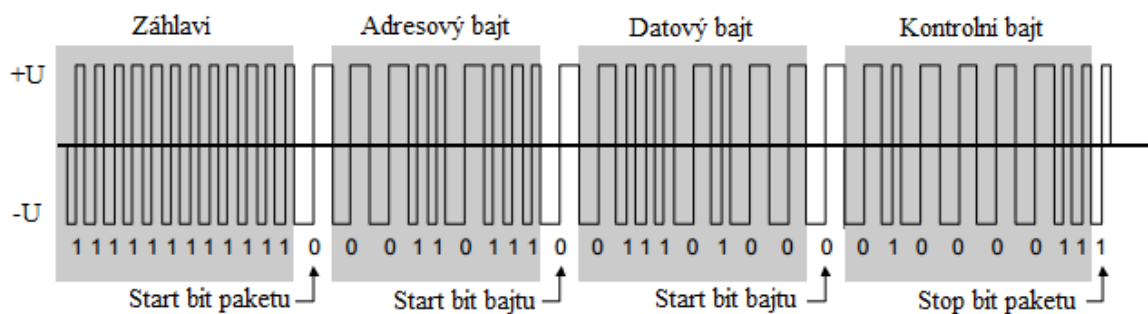 Záhlaví Adresový bajt Datový bajt Kontrolní bajt
+U
-U
1 1 1 1 1 1 1 1 1 1 1 1 0 0 0 1 1 0 1 1 1 0 0 1 1 1 0 1 0 0 0 0 1 0 0 0 0 1 1 1
Start bit paketu Start bit bajtu Start bit bajtu Stop bit paketu